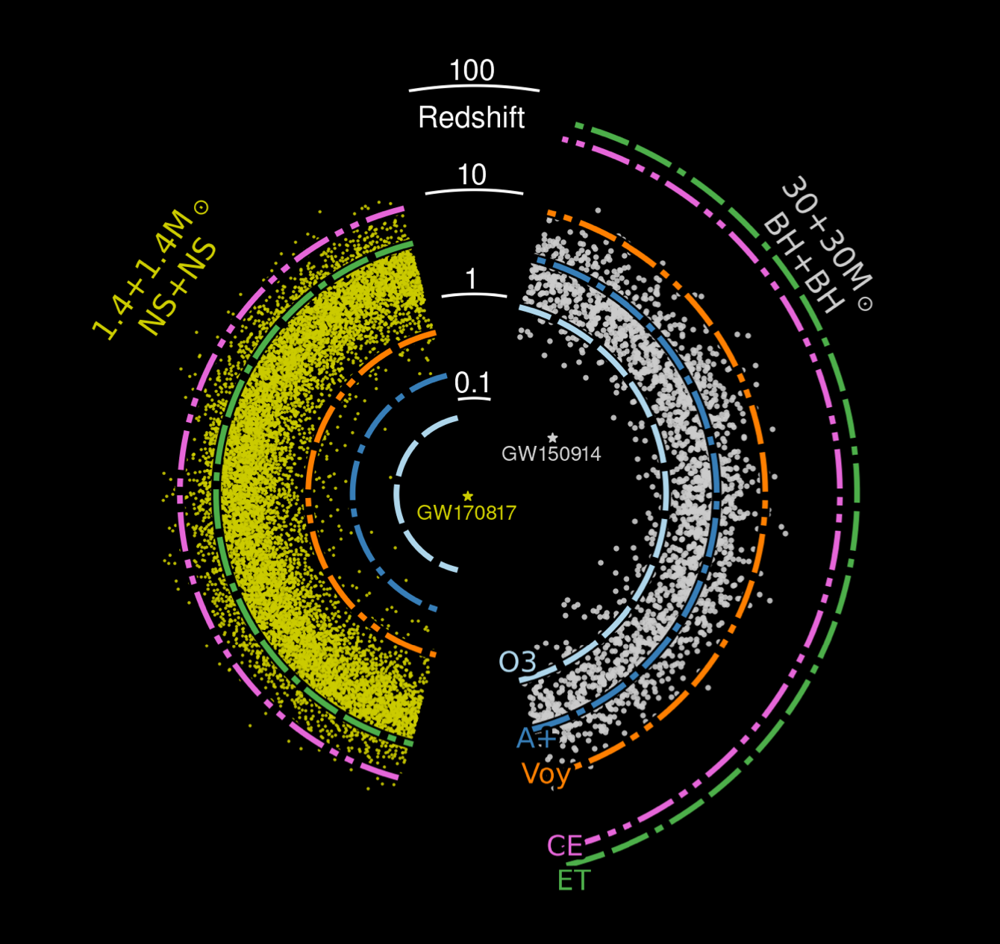 100
Redshift
10
1
0.1
1.4+1.4M☉
NS+NS
30+30M☉
BH+BH
GW150914
GW170817
O3
A+
Voy
CE
ET